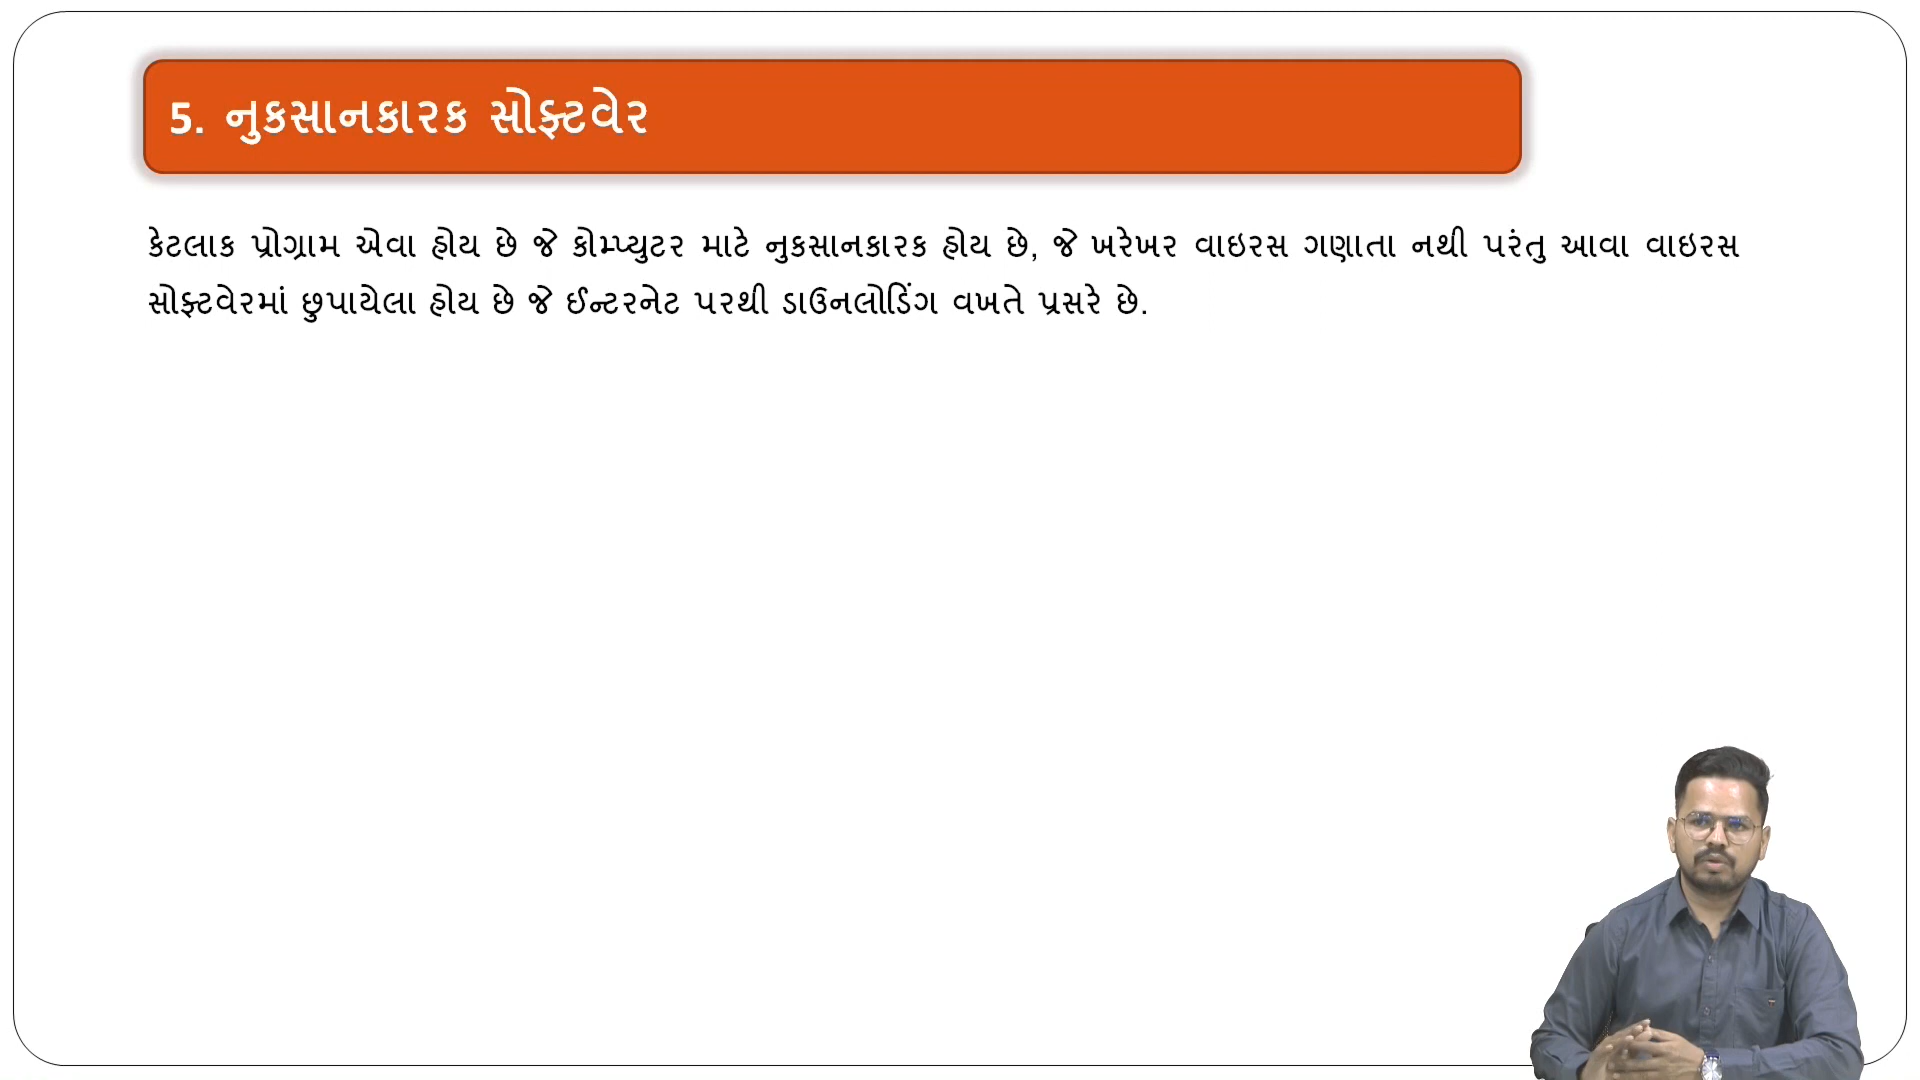 5. નુકસાનકારક સોફ્ટવેર
કેટલાક પ્રોગ્રામ એવા હોય છે જે કોમ્પ્યુટર માટે નુકસાનકારક હોય છે, જે ખરેખર વાઇરસ ગણાતા નથી પરંતુ આવા વાઇરસ
સોફ્ટવેરમાં છુપાયેલા હોય છે જે ઈન્ટરનેટ પરથી ડાઉનલોડિંગ વખતે પ્રસરે છે.